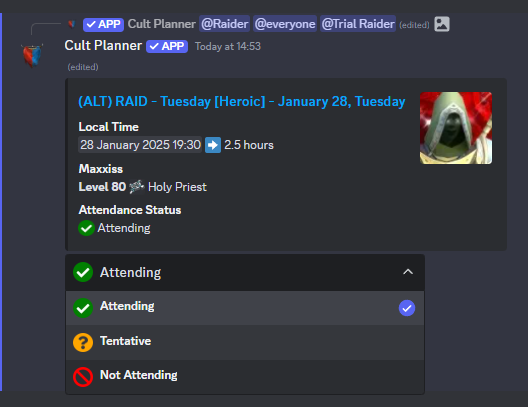 APP Cult Planner @Raider @everyone @Trial Raider (edited)
Cult Planner APP Today at 14:53
(edited)
(ALT) RAID - Tuesday [Heroic] - January 28, Tuesday
Local Time
28 January 2025 19:30 ➡ 2.5 hours
Maxxiss
Level 80 Holy Priest
Attendance Status
Attending
Attending
Attending
Tentative
Not Attending